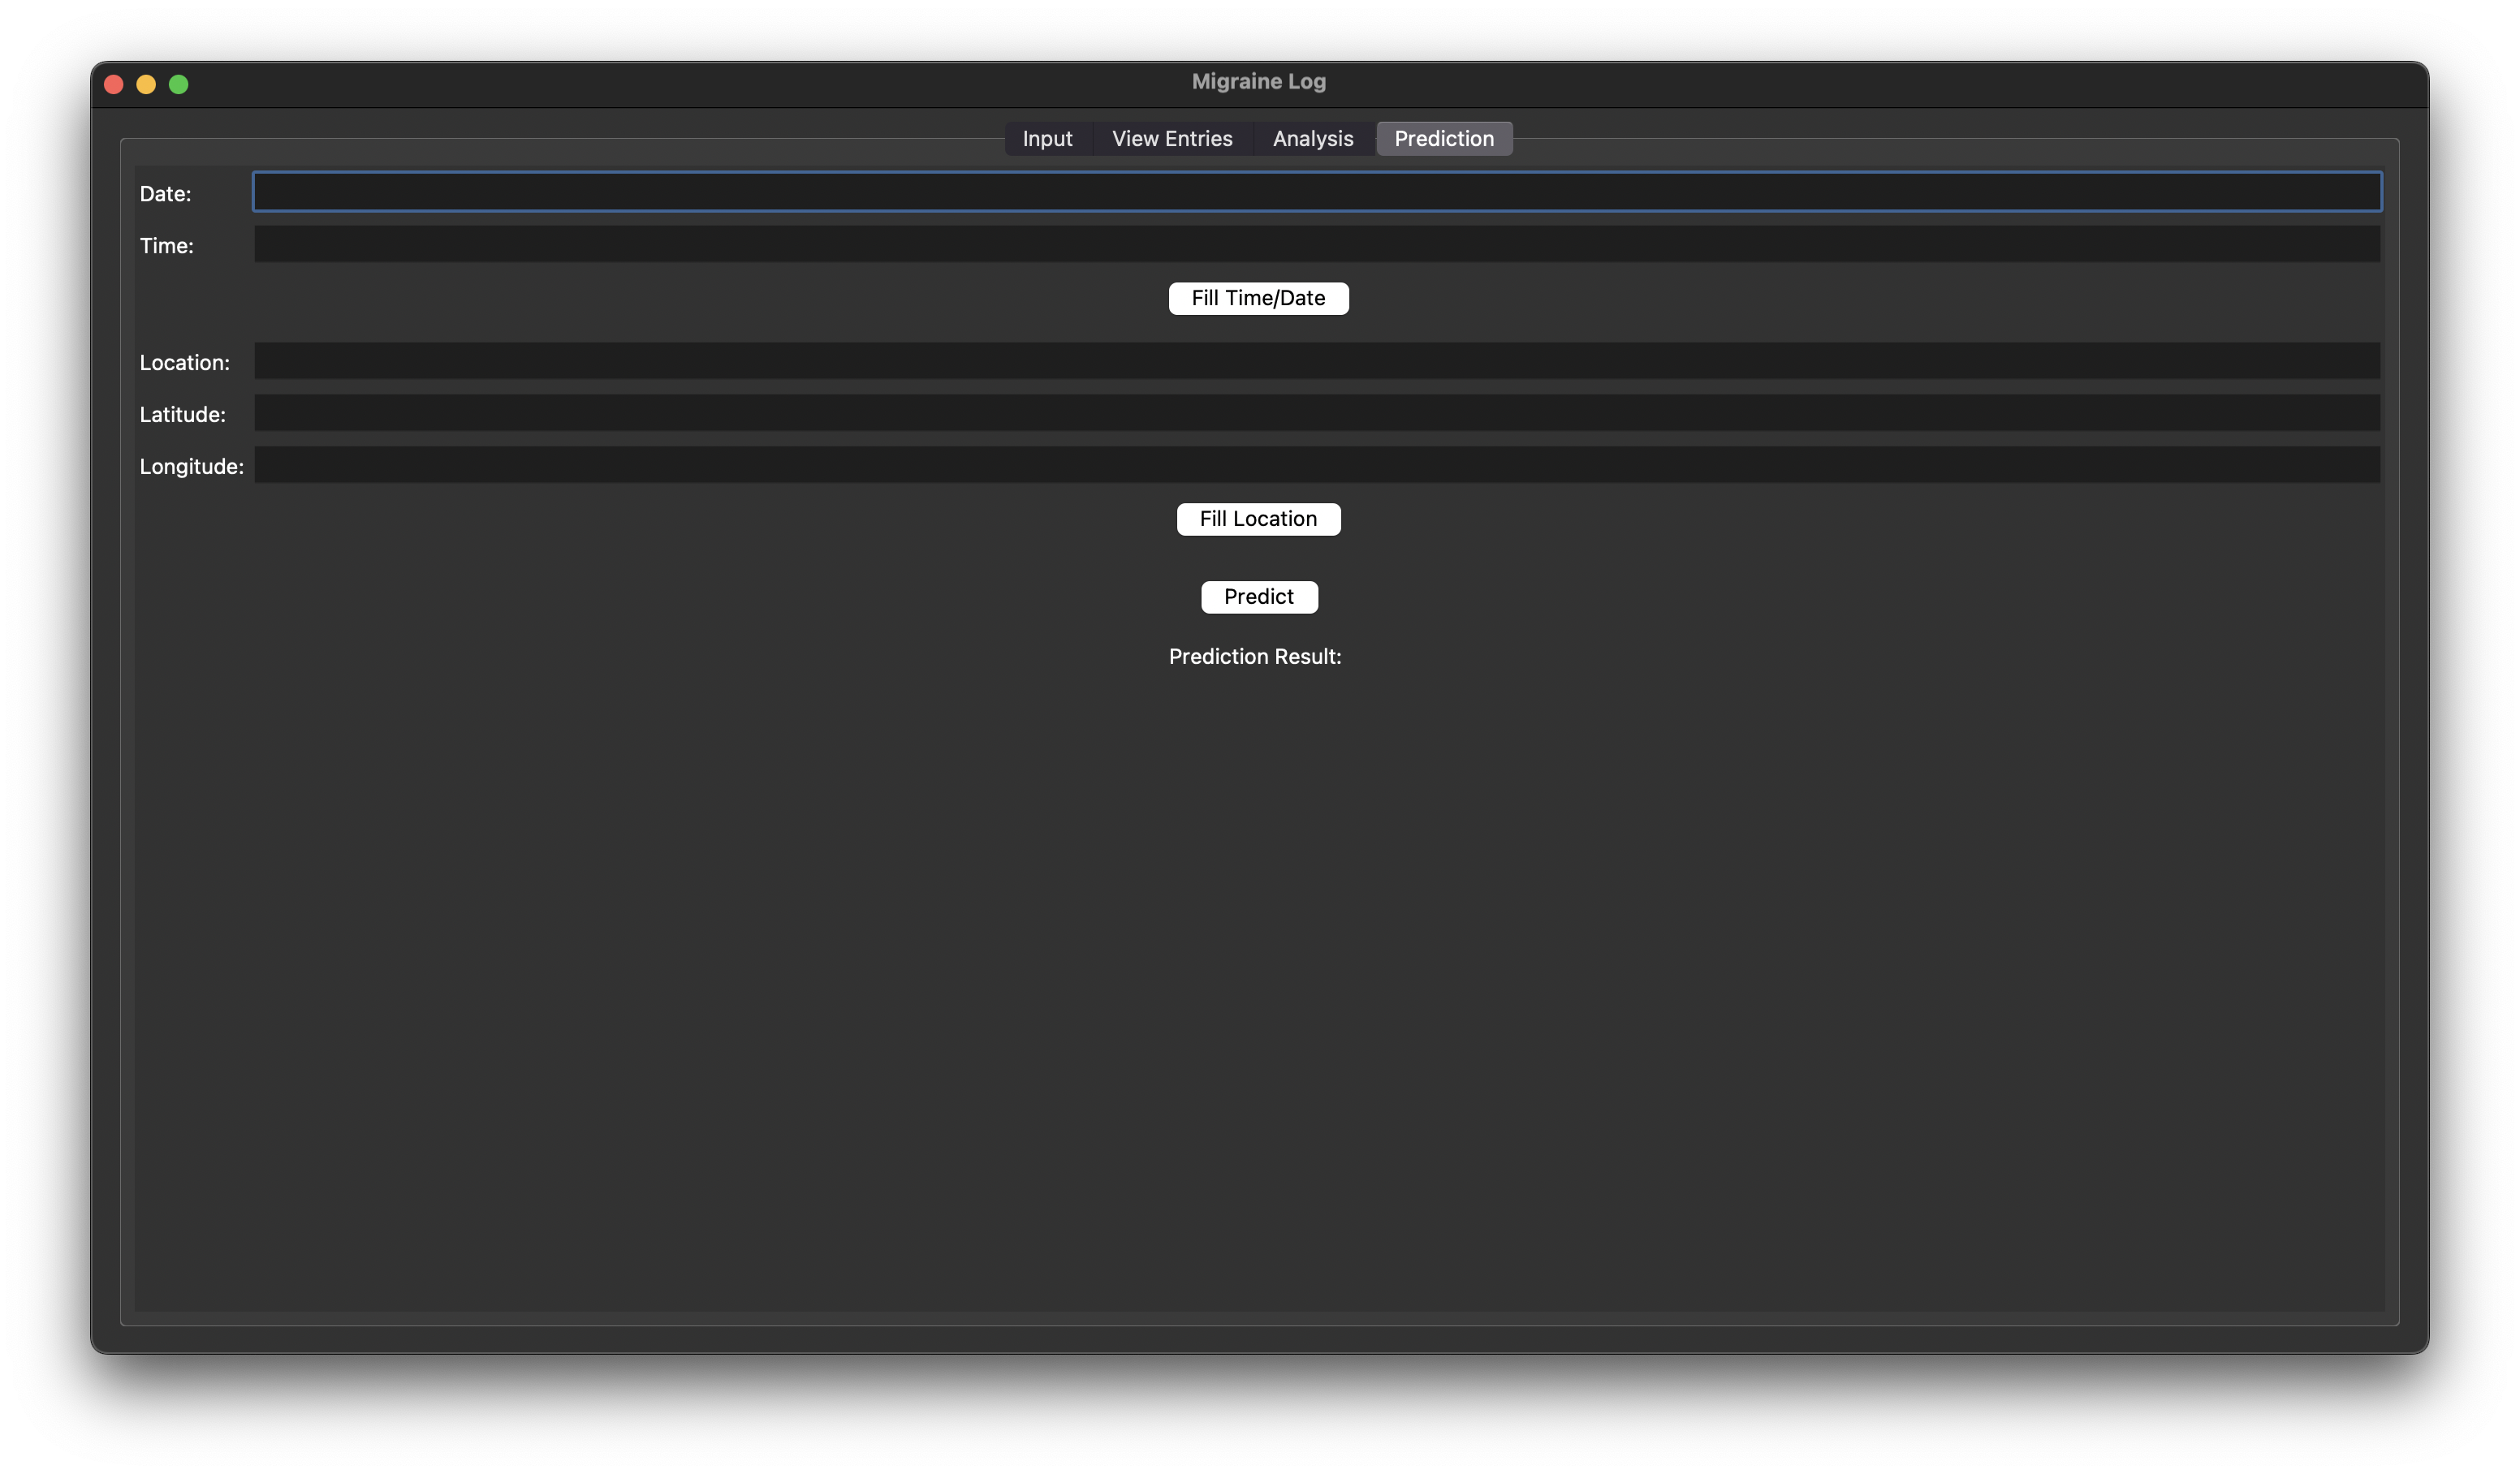 Migraine Log
Input View Entries Analysis Prediction
Date:
Time:
Fill Time/Date
Location:
Latitude:
Longitude:
Fill Location
Predict
Prediction Result: